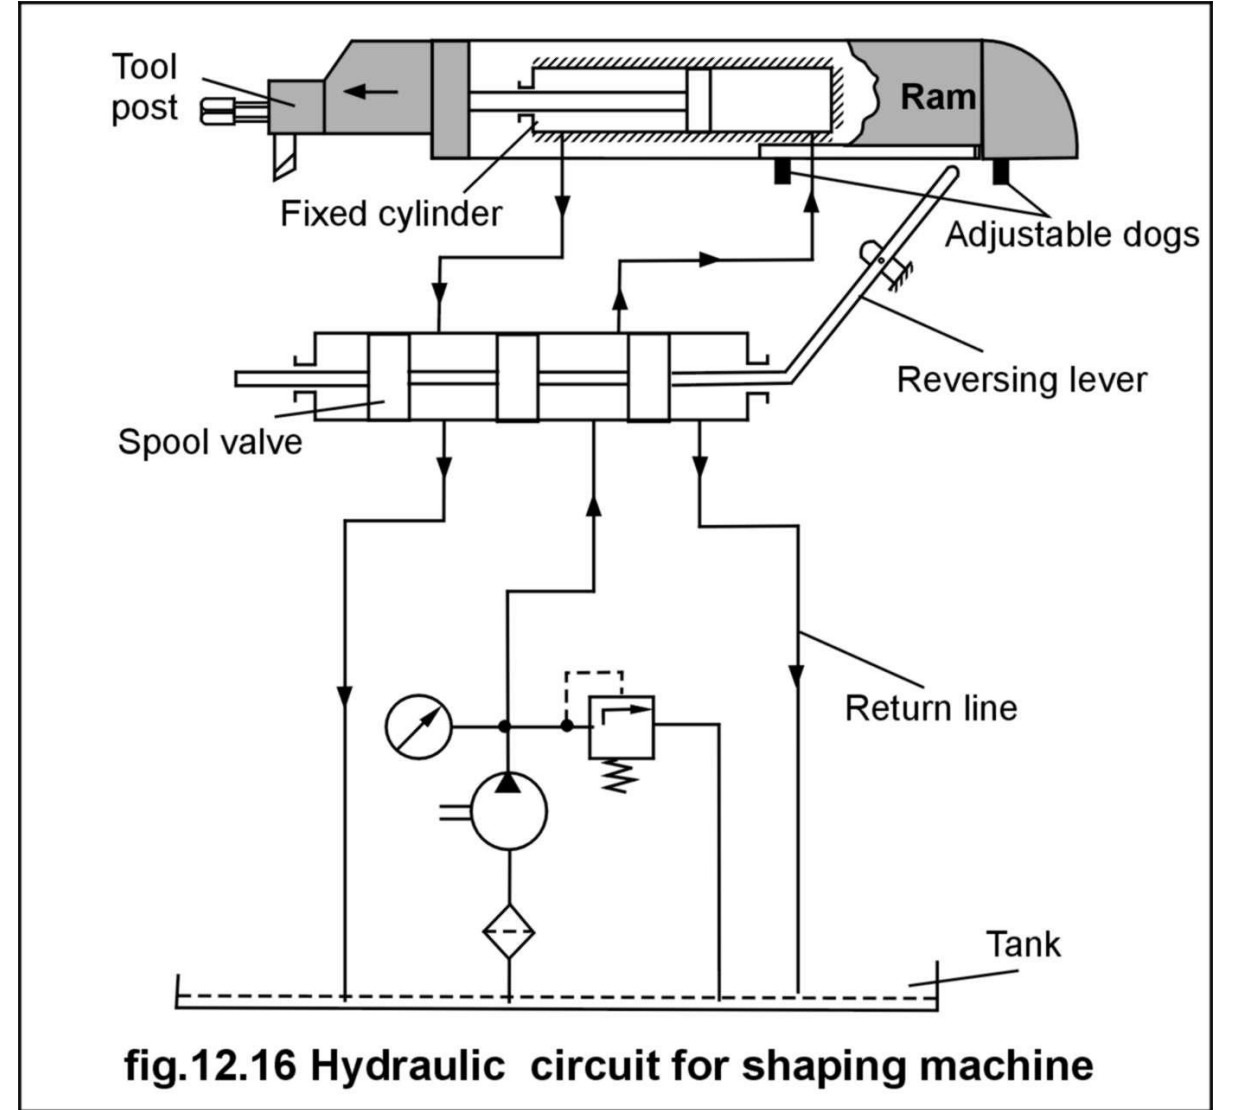 Tool
post
Ram
Fixed cylinder
Adjustable dogs
Reversing lever
Spool valve
Return line
Tank
fig.12.16 Hydraulic  circuit for shaping machine